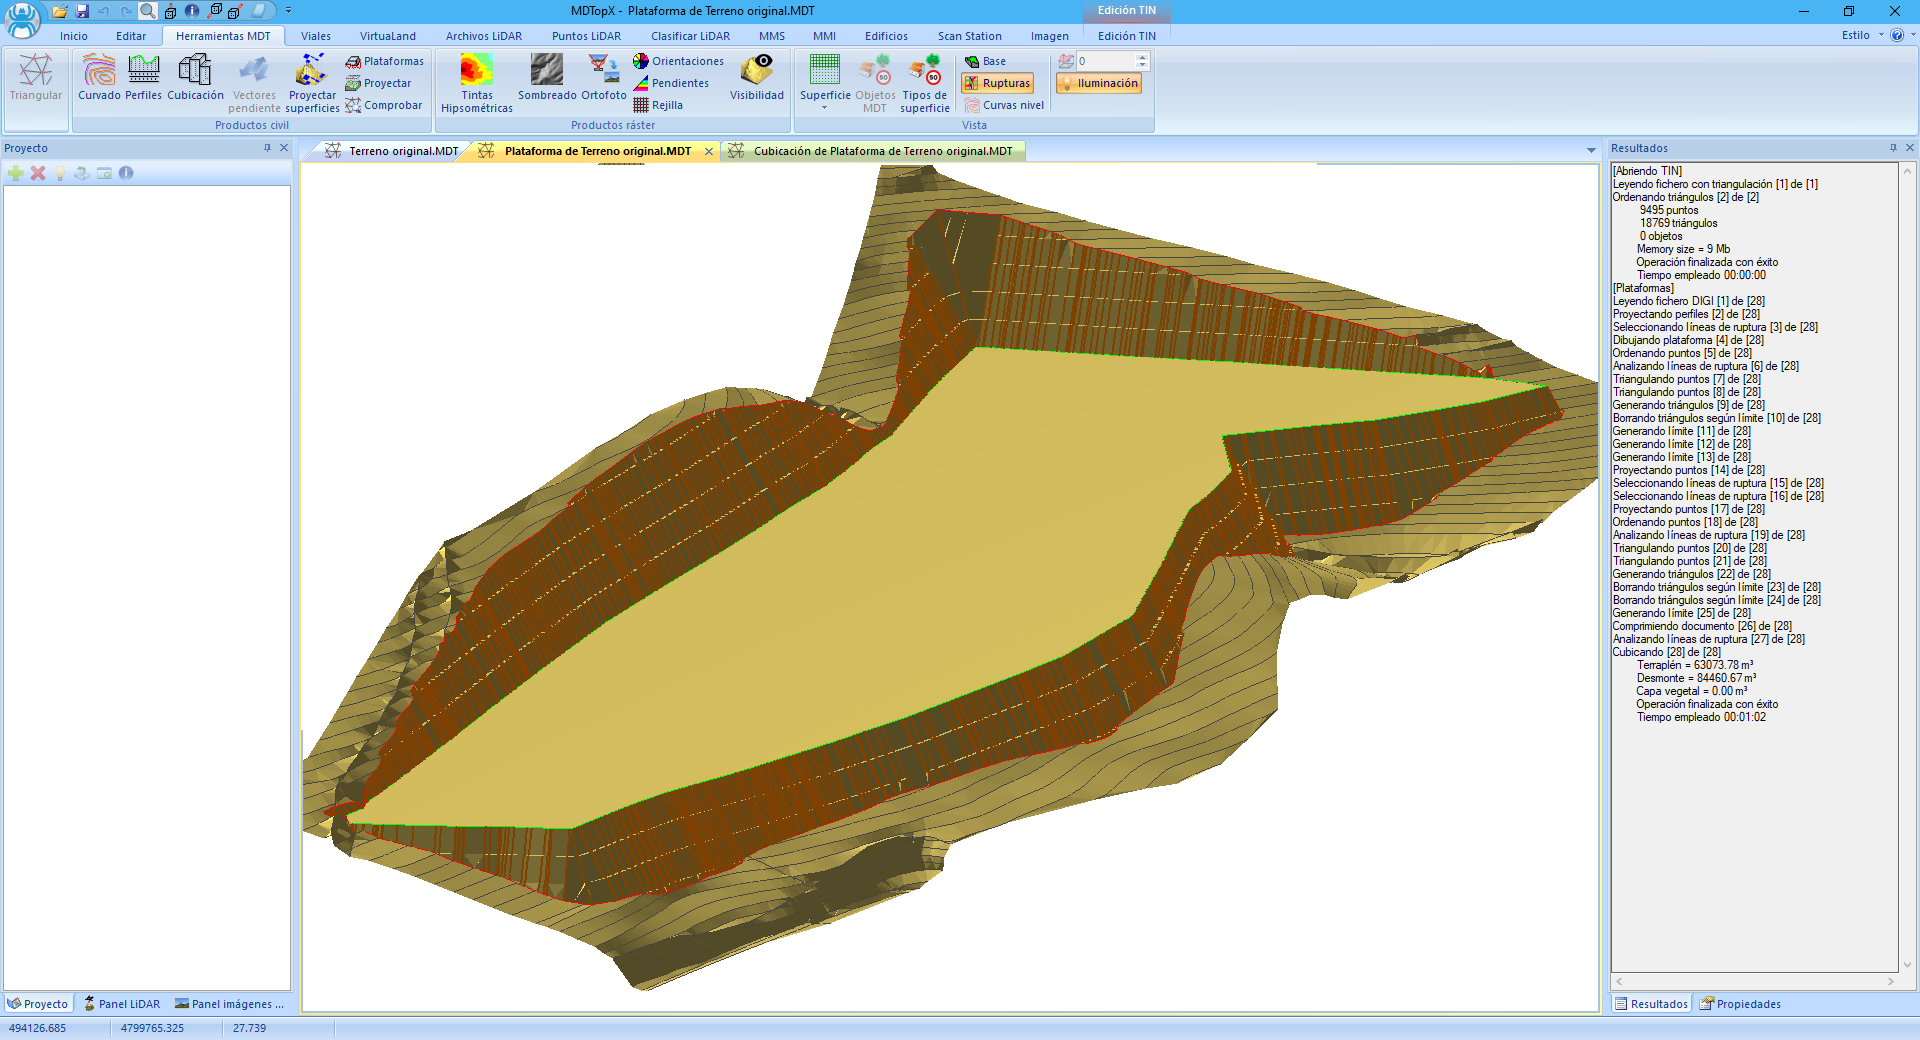 MDTopX - Plataforma de Terreno original.MDT
Edición TIN
Inicio Editar Herramientas MDT Viales VirtuaLand Archivos LiDAR Puntos LiDAR Clasificar LiDAR MMS MMI Edificios Scan Station Imagen Edición TIN Estilo
Triangular
Curvado
Perfiles
Cubicación
Vectores pendiente
Proyectar superficies
Plataformas
Proyectar
Comprobar
Productos civil
Tintas Hipsométricas
Sombreado
Ortofoto
Orientaciones
Pendientes
Rejilla
Visibilidad
Productos ráster
Superficie
Objetos MDT
50
Tipos de superficie
50
Base
Rupturas
Curvas nivel
0
Iluminación
Vista
Proyecto
Terreno original.MDT
Plataforma de Terreno original.MDT
Cubicación de Plataforma de Terreno original.MDT
Resultados
[Abriendo TIN]
Leyendo fichero con triangulación [1] de [1]
Ordenando triángulos [2] de [2]
9495 puntos
18769 triángulos
0 objetos
Memory size = 9 Mb
Operación finalizada con éxito
Tiempo empleado 00:00:00
[Plataformas]
Leyendo fichero DIGI [1] de [28]
Proyectando perfiles [2] de [28]
Seleccionando líneas de ruptura [3] de [28]
Dibujando plataforma [4] de [28]
Ordenando puntos [5] de [28]
Analizando líneas de ruptura [6] de [28]
Triangulando puntos [7] de [28]
Triangulando puntos [8] de [28]
Generando triángulos [9] de [28]
Borrando triángulos según límite [10] de [28]
Generando límite [11] de [28]
Generando límite [12] de [28]
Generando límite [13] de [28]
Proyectando puntos [14] de [28]
Seleccionando líneas de ruptura [15] de [28]
Seleccionando líneas de ruptura [16] de [28]
Proyectando puntos [17] de [28]
Ordenando puntos [18] de [28]
Analizando líneas de ruptura [19] de [28]
Triangulando puntos [20] de [28]
Triangulando puntos [21] de [28]
Generando triángulos [22] de [28]
Borrando triángulos según límite [23] de [28]
Borrando triángulos según límite [24] de [28]
Generando límite [25] de [28]
Comprimiendo documento [26] de [28]
Analizando líneas de ruptura [27] de [28]
Cubicando [28] de [28]
Terraplén = 63073.78 m³
Desmonte = 84460.67 m³
Capa vegetal = 0.00 m³
Operación finalizada con éxito
Tiempo empleado 00:01:02
Proyecto
Panel LiDAR
Panel imágenes ...
Resultados
Propiedades
494126.685
4799765.325
27.739